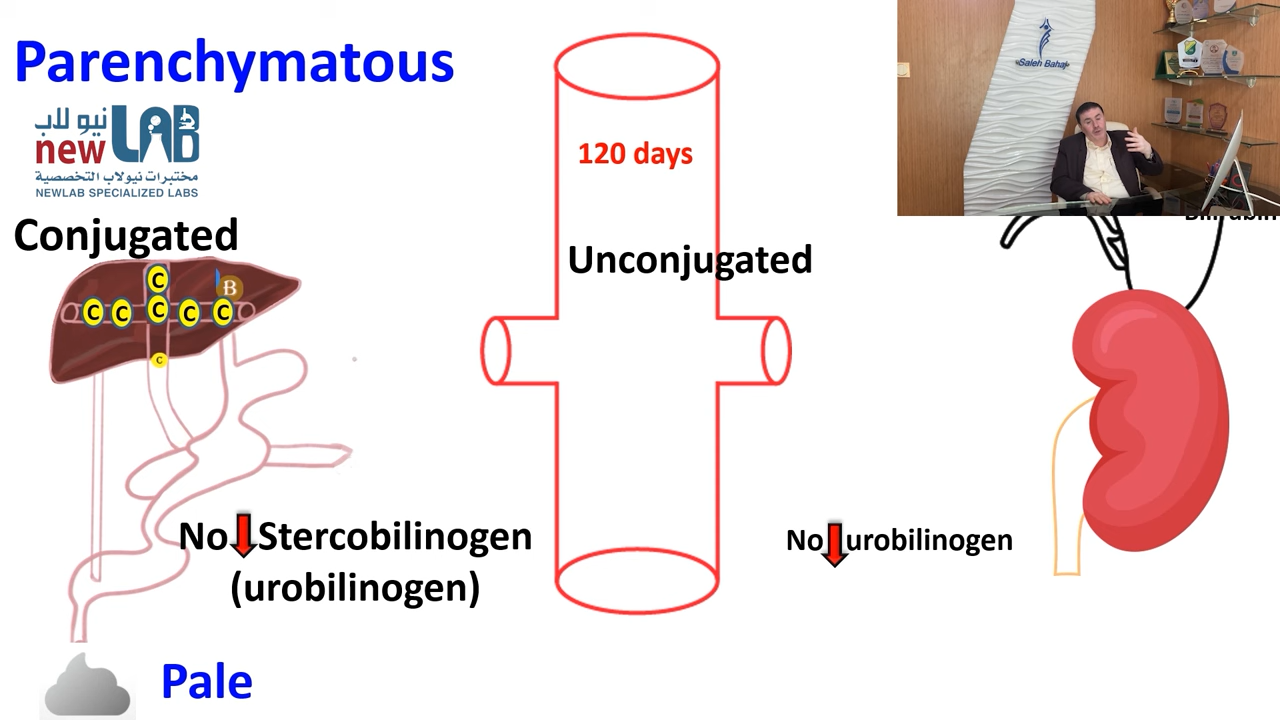 Parenchymatous
نيو لاب
new LAB
مختبرات نيولاب التخصصية
NEWLAB SPECIALIZED LABS
Saleh Bahaj
120 days
Conjugated
Unconjugated
C
B
C C C C C
C
No Stercobilinogen
(urobilinogen)
No urobilinogen
Pale